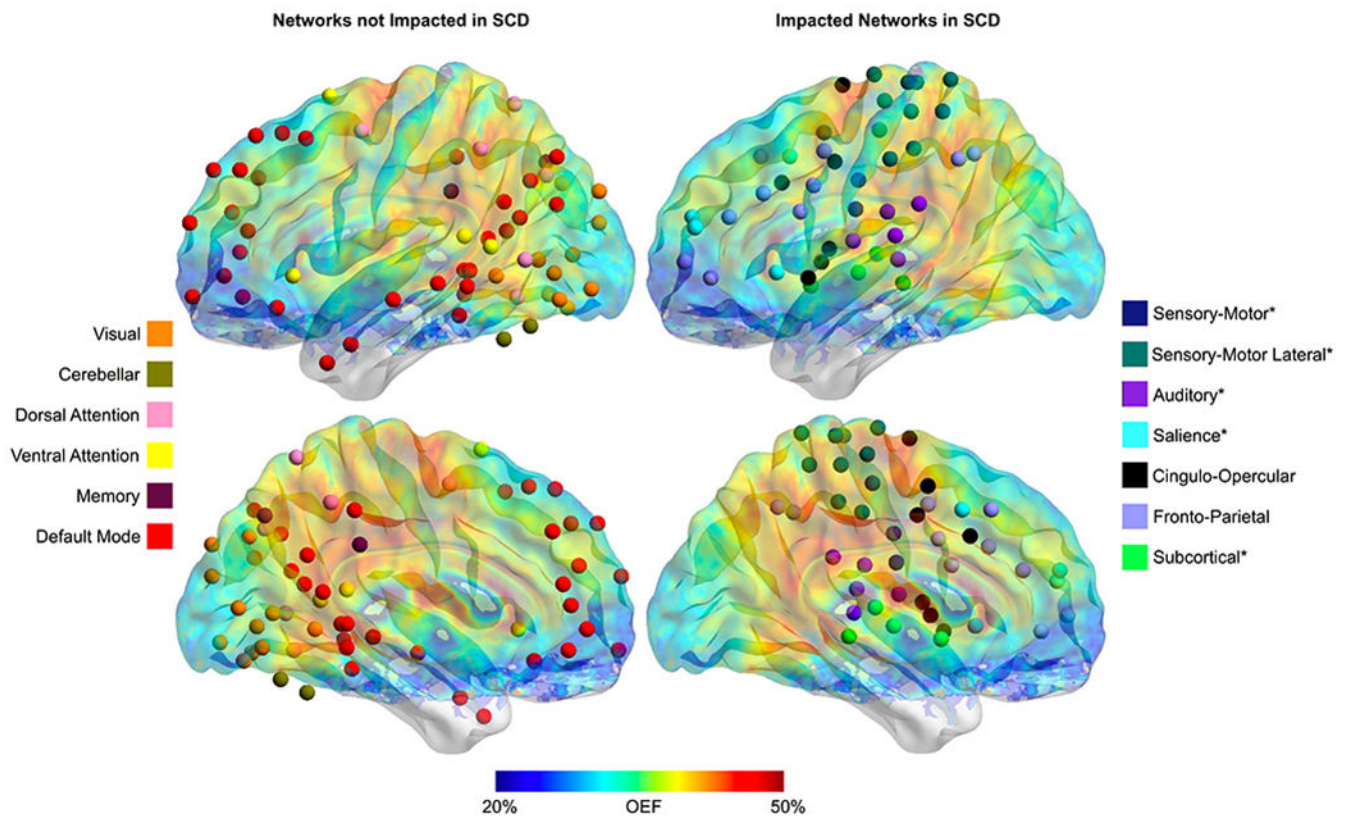 Networks not Impacted in SCD
Impacted Networks in SCD
Visual
Cerebellar
Dorsal Attention
Ventral Attention
Memory
Default Mode
Sensory-Motor*
Sensory-Motor Lateral*
Auditory*
Salience*
Cingulo-Opercular
Fronto-Parietal
Subcortical*
20% OEF 50%